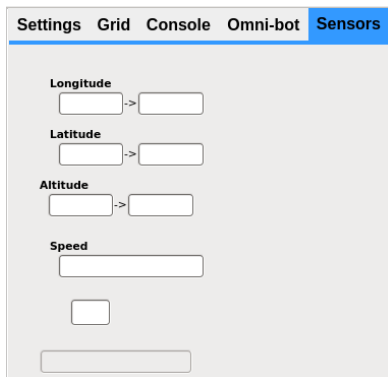 Settings Grid Console Omni-bot Sensors
Longitude
->
Latitude
->
Altitude
->
Speed